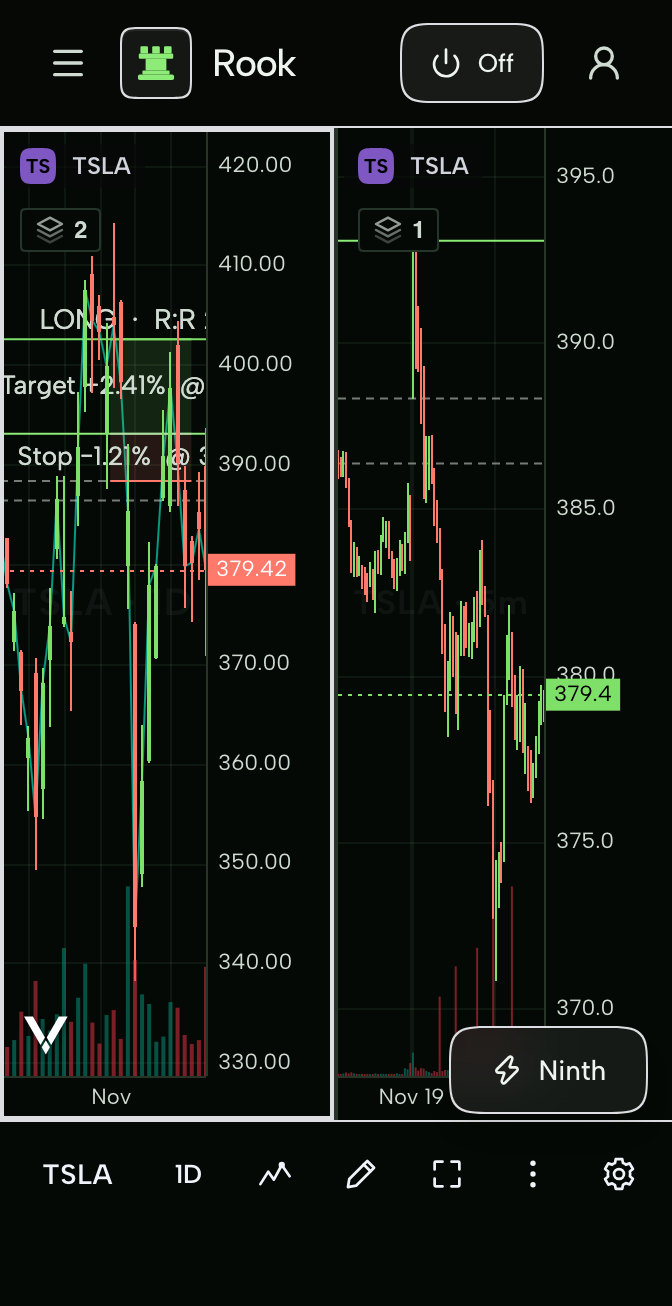 Rook
Off
TS TSLA
2
LONG · R:R
Target +2.41% @
Stop -1.21% @ 3
420.00
410.00
400.00
390.00
379.42
370.00
360.00
350.00
340.00
330.00
Nov
TS TSLA
1
395.0
390.0
385.0
380.0
379.4
375.0
370.0
Nov 19
Ninth
TSLA 1D